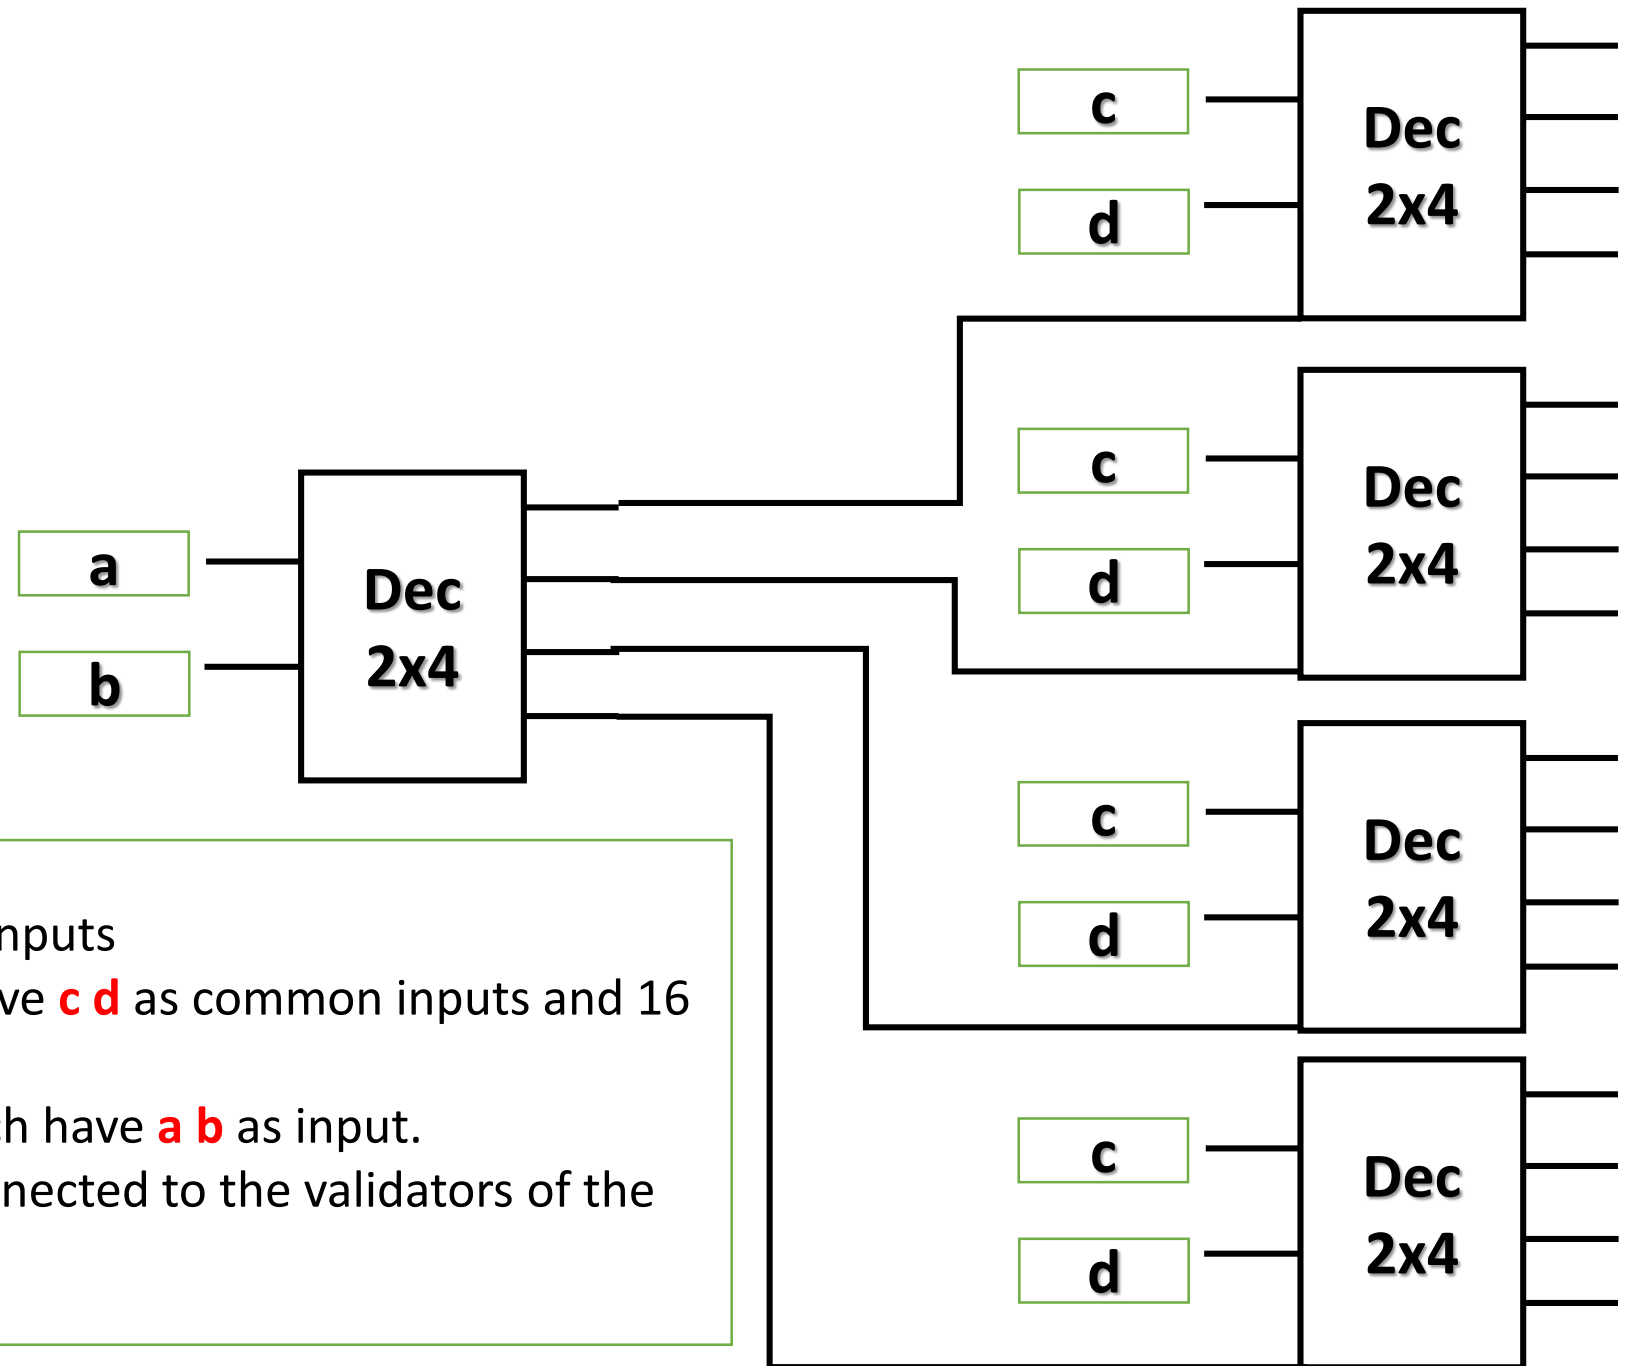 c
Dec
2x4
d
c
Dec
2x4
d
a
Dec
2x4
b
c
Dec
2x4
d
c
Dec
2x4
d
nputs
ve c d as common inputs and 16
h have a b as input.
nected to the validators of the